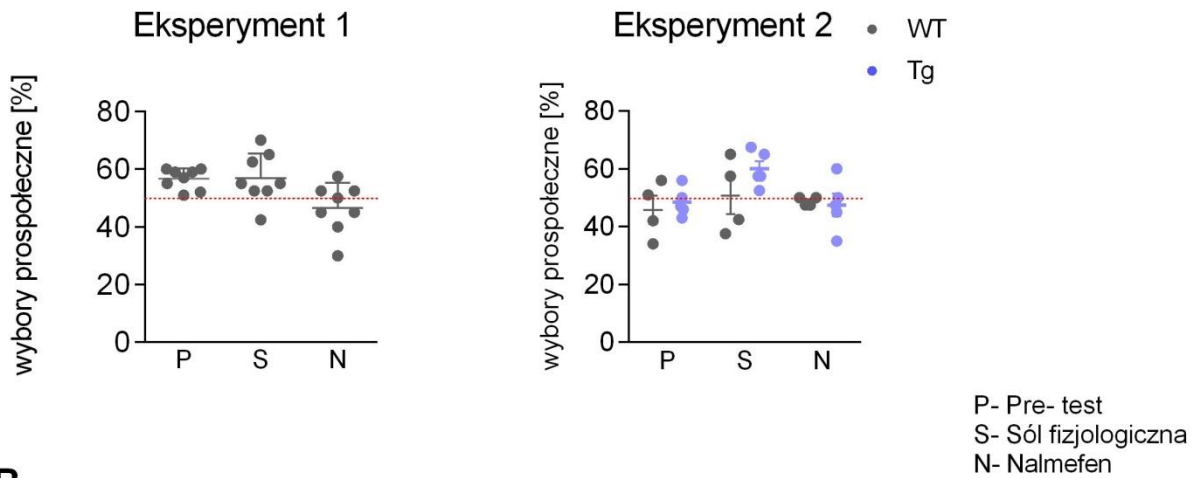 Eksperyment 1
wybory prospołeczne [%]
80
60
40
20
0
P S N
Eksperyment 2
WT
Tg
wybory prospołeczne [%]
80
60
40
20
0
P S N
P- Pre- test
S- Sól fizjologiczna
N- Nalmefen